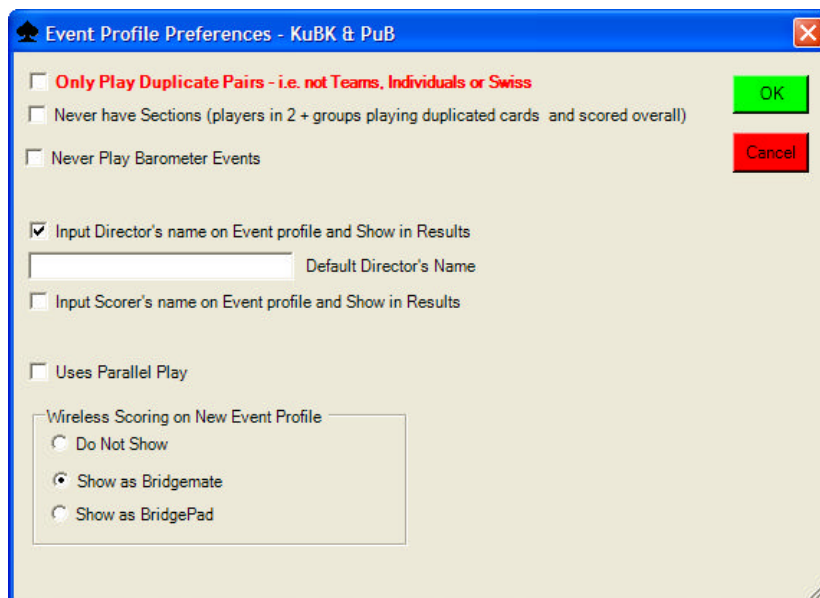 Event Profile Preferences - KuBK & PuB
Only Play Duplicate Pairs - i.e. not Teams, Individuals or Swiss
OK
Never have Sections (players in 2 + groups playing duplicated cards and scored overall)
Cancel
Never Play Barometer Events
Input Director's name on Event profile and Show in Results
Default Director's Name
Input Scorer's name on Event profile and Show in Results
Uses Parallel Play
Wireless Scoring on New Event Profile
Do Not Show
Show as Bridgemate
Show as BridgePad